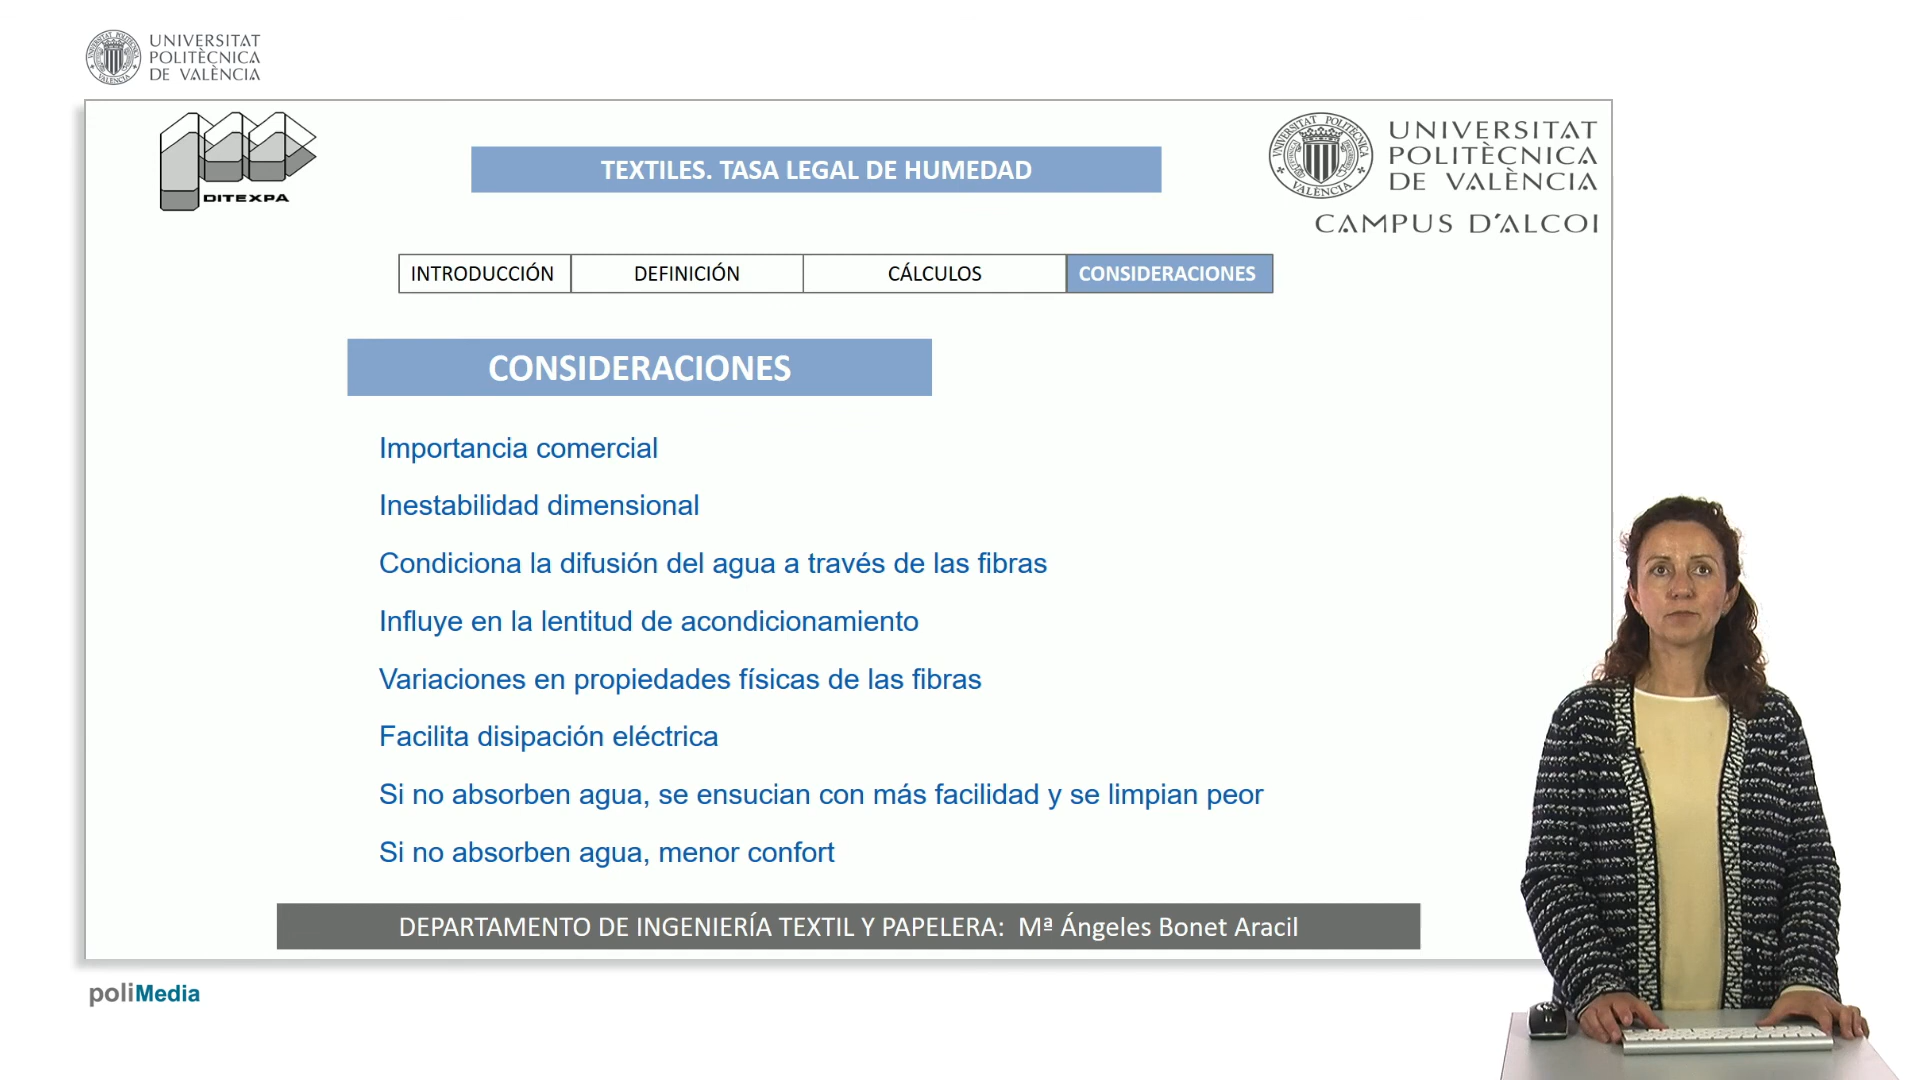 UNIVERSITAT
POLITÈCNICA
DE VALÈNCIA
DITEXPA
TEXTILES. TASA LEGAL DE HUMEDAD
UNIVERSITAT POLITÈCNICA
VALÈNCIA
UNIVERSITAT
POLITÈCNICA
DE VALÈNCIA
CAMPUS D'ALCOI
INTRODUCCIÓN
DEFINICIÓN
CÁLCULOS
CONSIDERACIONES
CONSIDERACIONES
Importancia comercial
Inestabilidad dimensional
Condiciona la difusión del agua a través de las fibras
Influye en la lentitud de acondicionamiento
Variaciones en propiedades físicas de las fibras
Facilita disipación eléctrica
Si no absorben agua, se ensucian con más facilidad y se limpian peor
Si no absorben agua, menor confort
DEPARTAMENTO DE INGENIERÍA TEXTIL Y PAPELERA: Mª Ángeles Bonet Aracil
poliMedia